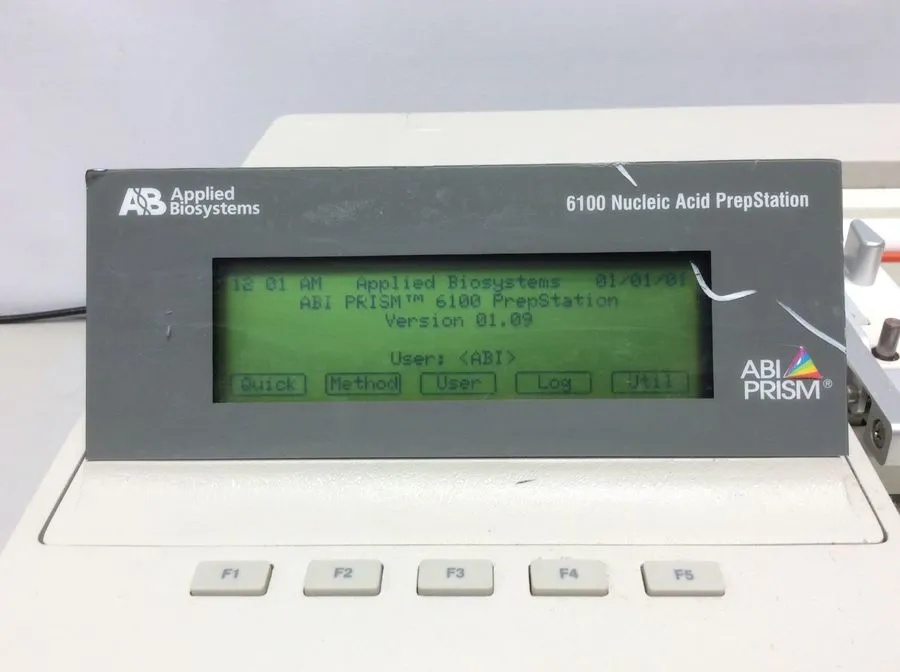 AB Applied
Biosystems
6100 Nucleic Acid PrepStation
12 01 AM Applied Biosystems 01/01/01
ABI PRISM™ 6100 PrepStation
Version 01.09
User: <ABI>
Quick Method User Log Util
ABI
PRISM®
F1 F2 F3 F4 F5